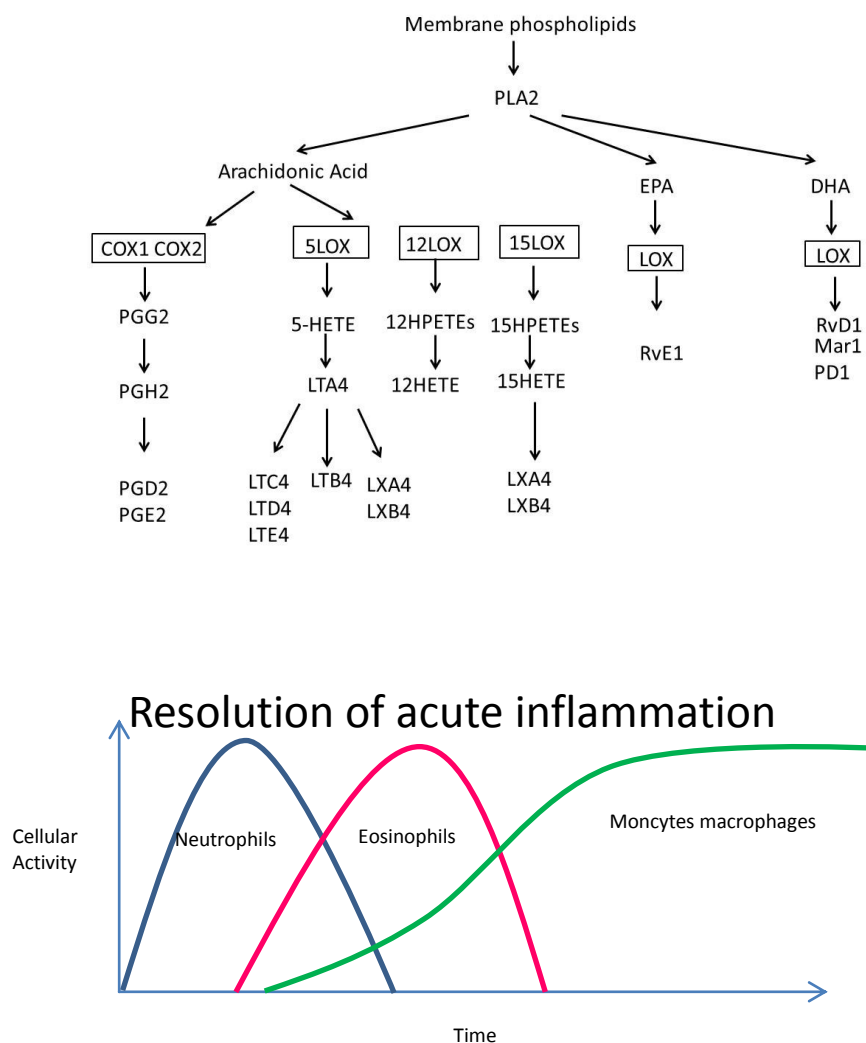 Membrane phospholipids
PLA2
Arachidonic Acid
EPA
DHA
COX1 COX2
5LOX
12LOX
15LOX
LOX
LOX
PGG2
5-HETE
12HPETEs
15HPETEs
RvE1
RvD1
Mar1
PD1
PGH2
LTA4
12HETE
15HETE
PGD2
PGE2
LTC4
LTD4
LTE4
LTB4
LXA4
LXB4
LXA4
LXB4
Resolution of acute inflammation
Cellular
Activity
Neutrophils
Eosinophils
Moncytes macrophages
Time